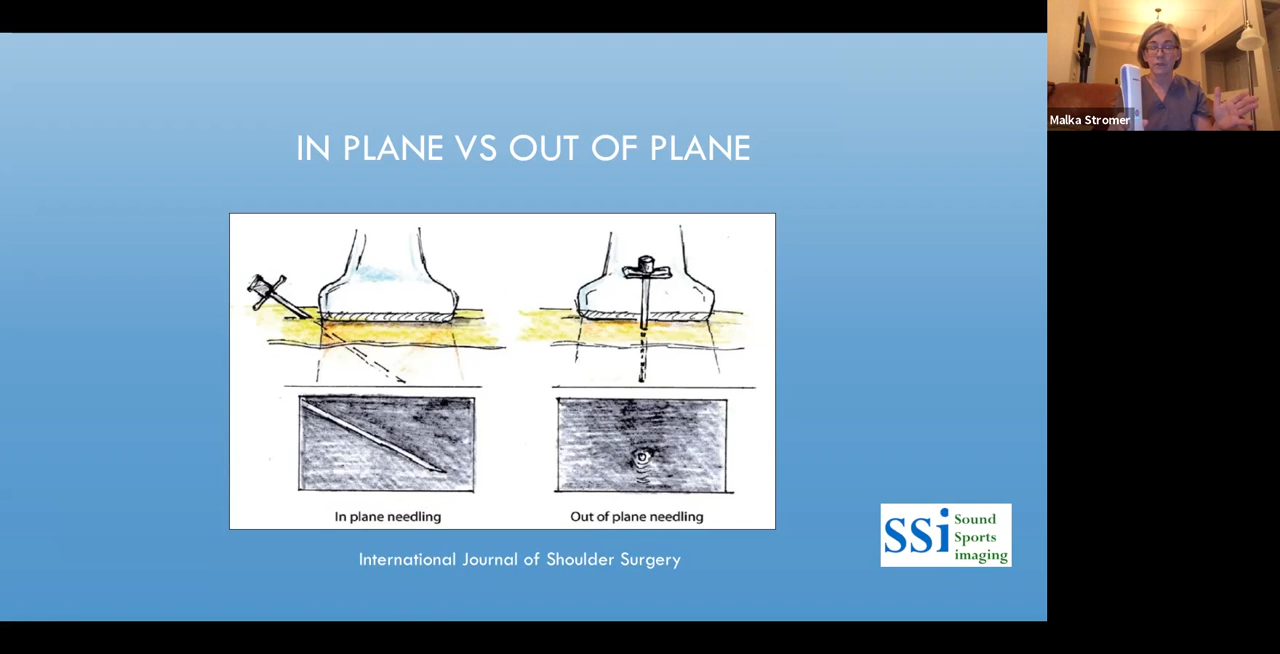 IN PLANE VS OUT OF PLANE
In plane needling
Out of plane needling
International Journal of Shoulder Surgery
SSi
Sound
Sports
imaging
Malka Stromer